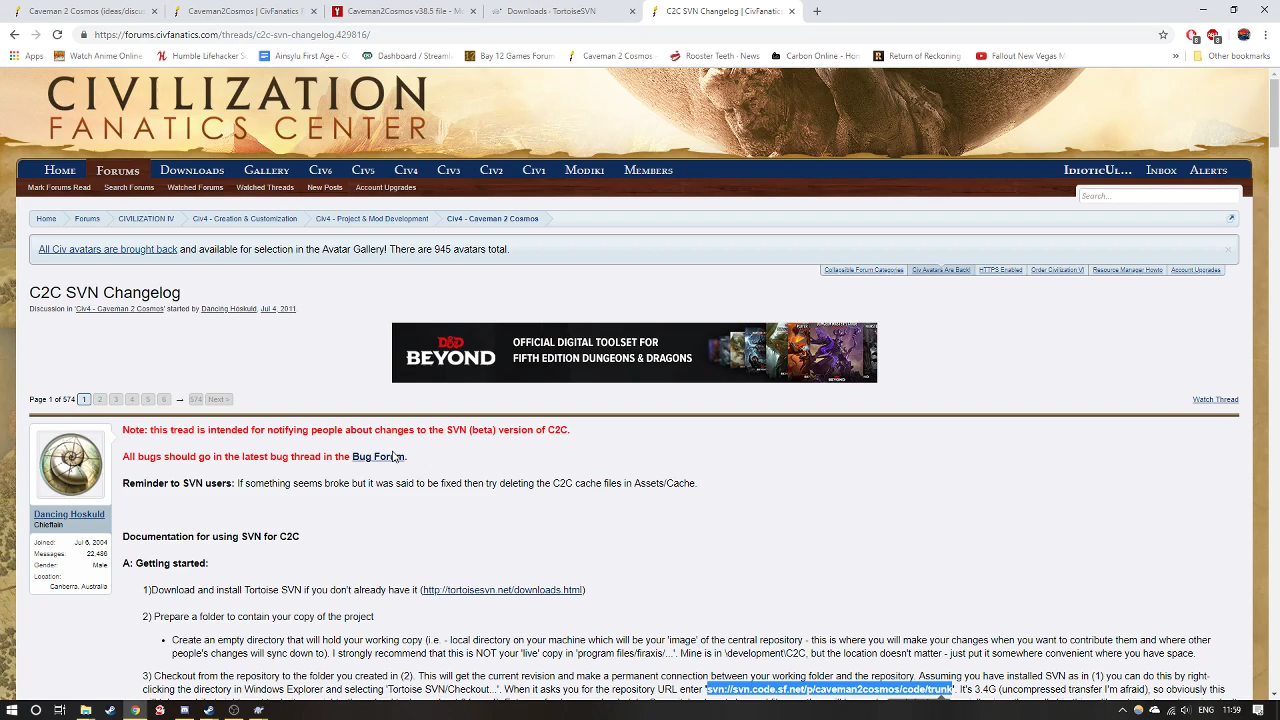 Caveman 2 Cosmos (ideas/discu
Caveman2Cosmos | CivFanatics F
Caveman2Cosmos v38.5 file - Mo
Downloads · TortoiseSVN
C2C SVN Changelog | CivFanatics
https://forums.civfanatics.com/threads/c2c-svn-changelog.429816/
Apps
Watch Anime Online
Humble Lifehacker Sc
Ainsylu First Age - G
Dashboard / Streaml
Bay 12 Games Forum
Caveman 2 Cosmos
Rooster Teeth · News
Carbon Online - Hom
Return of Reckoning
Fallout New Vegas M
Other bookmarks
CIVILIZATION
FANATICS CENTER
Home Forums Downloads Gallery Civ6 Civ5 Civ4 Civ3 Civ2 Civ1 Modiki Members IdioticUl... Inbox Alerts
Mark Forums Read Search Forums Watched Forums Watched Threads New Posts Account Upgrades
Search...
Home Forums CIVILIZATION IV Civ4 - Creation & Customization Civ4 - Project & Mod Development Civ4 - Caveman 2 Cosmos
All Civ avatars are brought back and available for selection in the Avatar Gallery! There are 945 avatars total.
Collapsible Forum Categories Civ Avatars Are Back! HTTPS Enabled Order Civilization VI Resource Manager Howto Account Upgrades
C2C SVN Changelog
Discussion in 'Civ4 - Caveman 2 Cosmos' started by Dancing Hoskuld, Jul 4, 2011.
D&D BEYOND
OFFICIAL DIGITAL TOOLSET FOR
FIFTH EDITION DUNGEONS & DRAGONS
Page 1 of 574 1 2 3 4 5 6 → 574 Next > Watch Thread
Note: this tread is intended for notifying people about changes to the SVN (beta) version of C2C.
All bugs should go in the latest bug thread in the Bug Forum.
Reminder to SVN users: If something seems broke but it was said to be fixed then try deleting the C2C cache files in Assets/Cache.
Dancing Hoskuld
Chieftain
Joined: Jul 6, 2004
Messages: 22,486
Gender: Male
Location:
Canberra, Australia
Documentation for using SVN for C2C
A: Getting started:
1)Download and install Tortoise SVN if you don't already have it (http://tortoisesvn.net/downloads.html)
2) Prepare a folder to contain your copy of the project
• Create an empty directory that will hold your working copy (i.e. - local directory on your machine which will be your 'image' of the central repository - this is where you will make your changes when you want to contribute them and where other
people's changes will sync down to). I strongly recommend that this is NOT your 'live' copy in 'program files/firaxis/...'. Mine is in \development\C2C, but the location doesn't matter - just put it somewhere convenient where you have space.
3) Checkout from the repository to the folder you created in (2). This will get the current revision and make a permanent connection between your working folder and the repository. Assuming you have installed SVN as in (1) you can do this by right-
clicking the directory in Windows Explorer and selecting 'Tortoise SVN/Checkout...'. When it asks you for the repository URL enter 'svn://svn.code.sf.net/p/caveman2cosmos/code/trunk'. It's 3.4G (uncompressed transfer I'm afraid), so obviously this
ENG 11:59